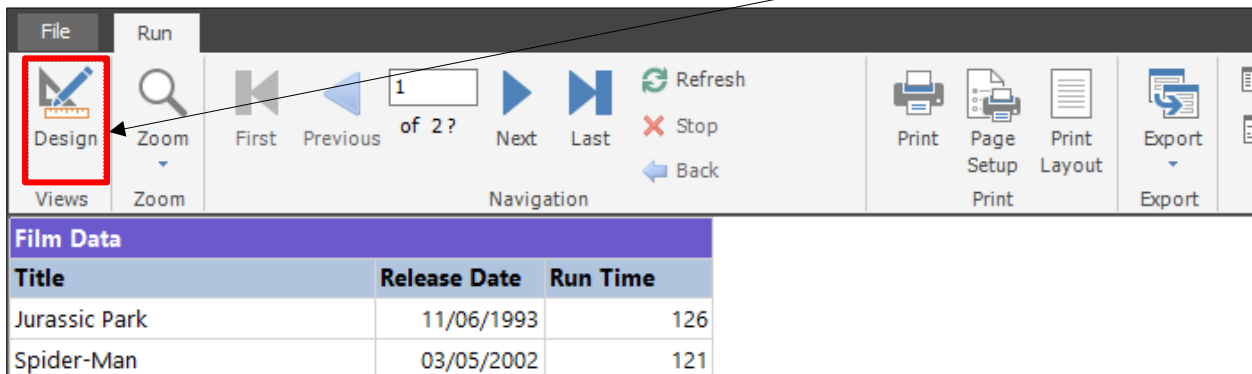 File Run
Design
Zoom
First
Previous
1
of 2?
Next
Last
Refresh
Stop
Back
Print
Page
Setup
Print
Layout
Export
Views Zoom Navigation Print Export
Film Data
Title Release Date Run Time
Jurassic Park 11/06/1993 126
Spider-Man 03/05/2002 121